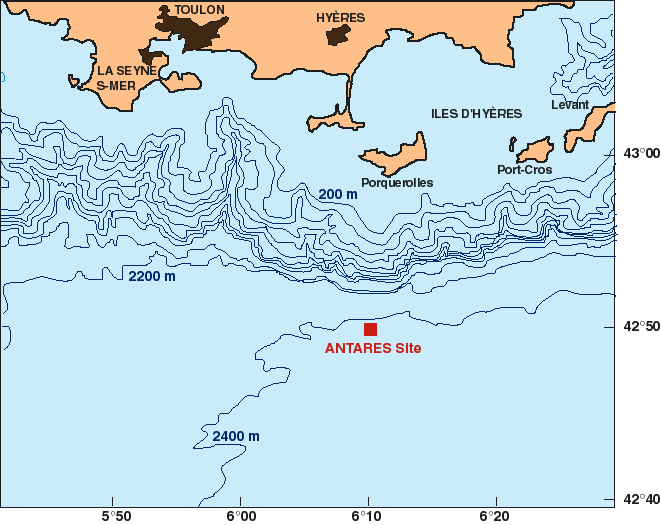 TOULON
HYÈRES
LA SEYNE
S-MER
ILES D'HYÈRES
Levant
43°00
Port-Cros
Porquerolles
200 m
2200 m
42°50
ANTARES Site
2400 m
42°40
5°50
6°00
6°10
6°20